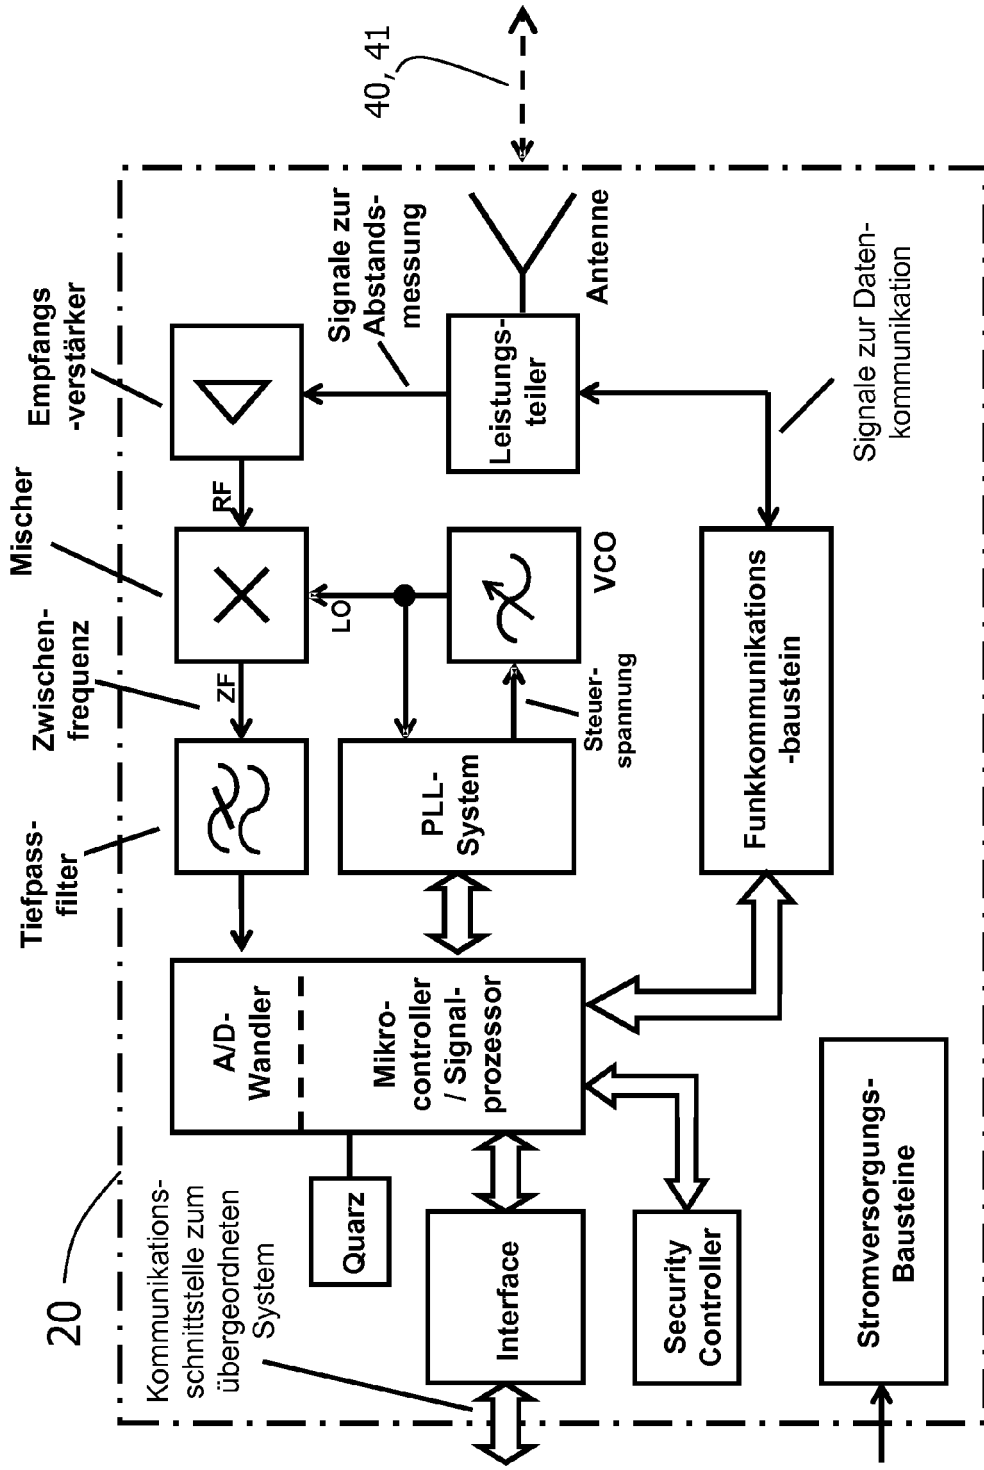 20
Kommunikations-
schnittstelle zum
übergeordneten
System
Tiefpass-
filter
Zwischen-
frequenz
Mischer
Empfangs
-verstärker
A/D-
Wandler
Mikro-
controller
/ Signal-
prozessor
Quarz
ZF
RF
LO
PLL-
System
Steuer-
spannung
VCO
Leistungs-
teiler
Signale zur
Abstands-
messung
Antenne
40, 41
Interface
Security
Controller
Funkkommunikations
-baustein
Signale zur Daten-
kommunikation
Stromversorgungs-
Bausteine